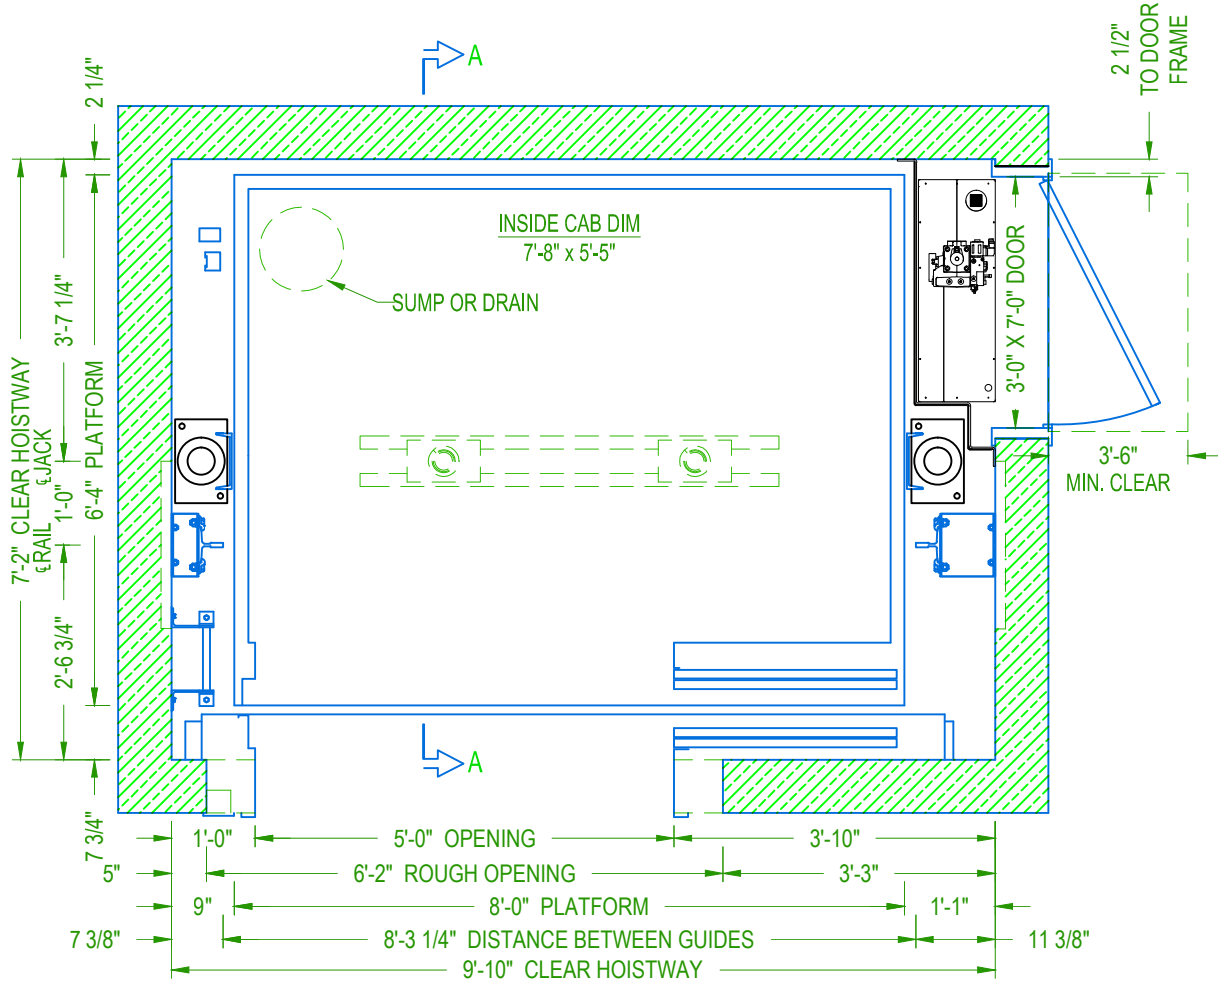 A
2 1/2"
TO DOOR
FRAME
2 1/4"
INSIDE CAB DIM
7'-8" x 5'-5"
SUMP OR DRAIN
3'-0" X 7'-0" DOOR
3'-7 1/4"
7'-2" CLEAR HOISTWAY
6'-4" PLATFORM
℄JACK
1'-0"
℄RAIL
3'-6"
MIN. CLEAR
2'-6 3/4"
A
7 3/4"
1'-0"
5'-0" OPENING
3'-10"
5"
6'-2" ROUGH OPENING
3'-3"
9"
8'-0" PLATFORM
1'-1"
7 3/8"
8'-3 1/4" DISTANCE BETWEEN GUIDES
11 3/8"
9'-10" CLEAR HOISTWAY